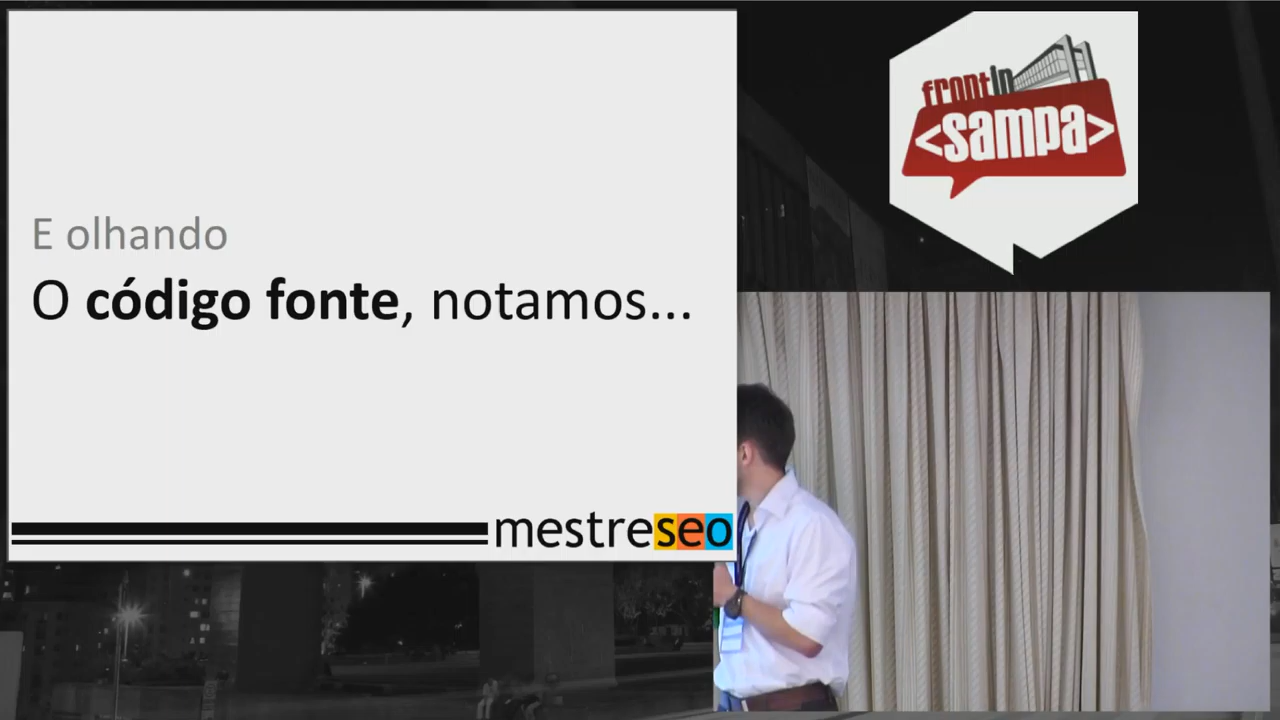 E olhando
O código fonte, notamos...
mestreseo
frontin
<sampa>